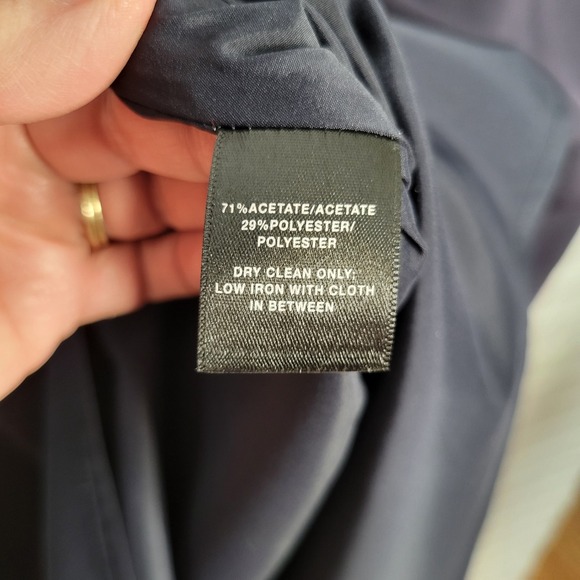 71%ACETATE/ACETATE
29%POLYESTER/
POLYESTER
DRY CLEAN ONLY;
LOW IRON WITH CLOTH
IN BETWEEN